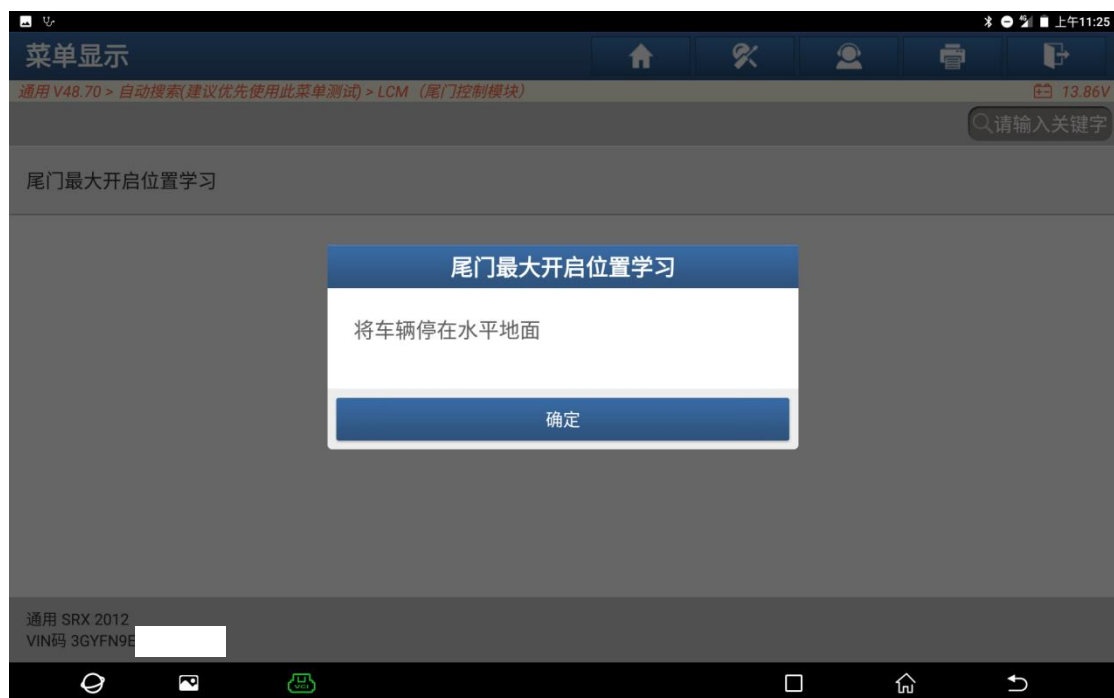 上午11:25
菜单显示
通用 V48.70 > 自动搜索(建议优先使用此菜单测试) > LCM（尾门控制模块）
13.86V
请输入关键字
尾门最大开启位置学习
尾门最大开启位置学习
将车辆停在水平地面
确定
通用 SRX 2012
VIN码 3GYFN9E
VCI